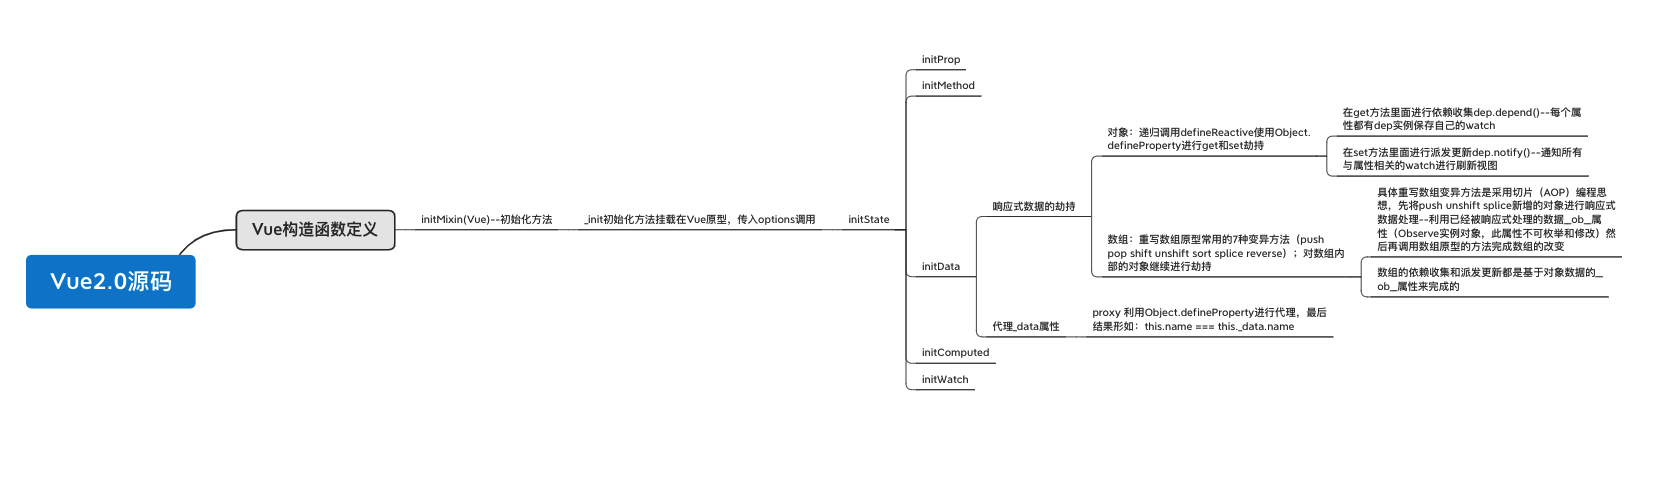 Vue2.0源码
Vue构造函数定义
initMixin(Vue)--初始化方法
_init初始化方法挂载在Vue原型，传入options调用
initState
initProp
initMethod
initData
响应式数据的劫持
对象：递归调用defineReactive使用Object.
defineProperty进行get和set劫持
在get方法里面进行依赖收集dep.depend()--每个属
性都有dep实例保存自己的watch
在set方法里面进行派发更新dep.notify()--通知所有
与属性相关的watch进行刷新视图
数组：重写数组原型常用的7种变异方法（push
pop shift unshift sort splice reverse）；对数组内
部的对象继续进行劫持
具体重写数组变异方法是采用切片（AOP）编程思
想，先将push unshift splice新增的对象进行响应式
数据处理--利用已经被响应式处理的数据__ob__属
性（Observe实例对象，此属性不可枚举和修改）然
后再调用数组原型的方法完成数组的改变
数组的依赖收集和派发更新都是基于对象数据的__
ob__属性来完成的
代理_data属性
proxy 利用Object.defineProperty进行代理，最后
结果形如：this.name === this._data.name
initComputed
initWatch